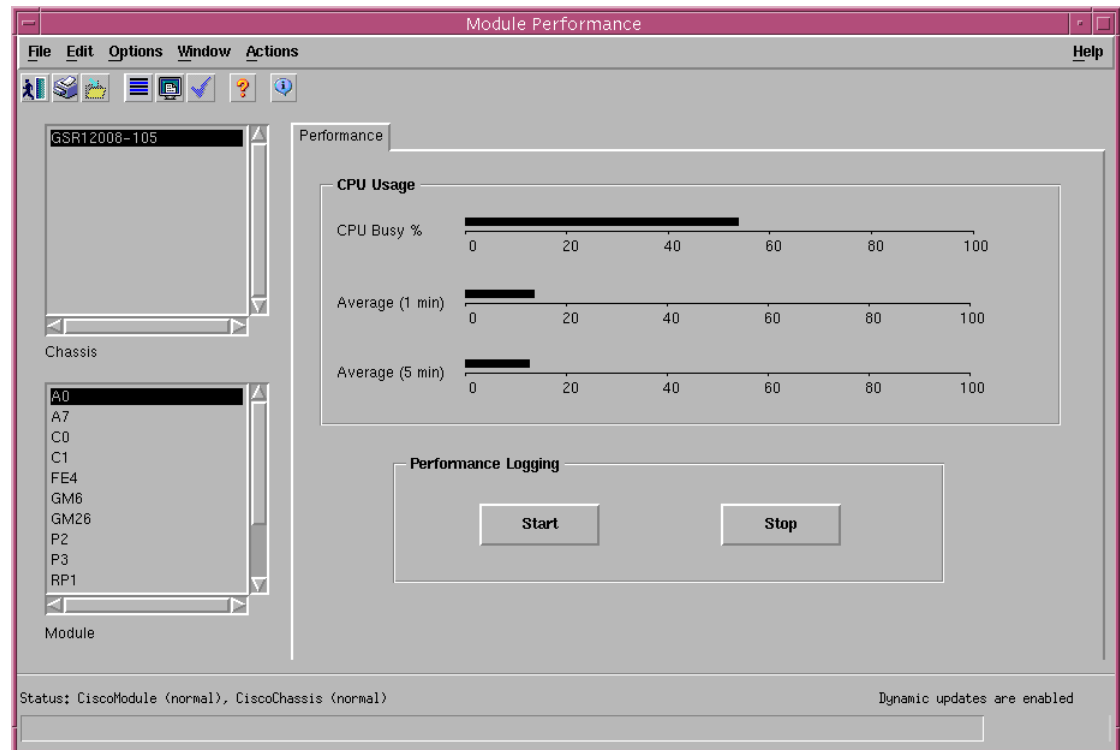 Module Performance
File Edit Options Window Actions Help
GSR12008-105
Chassis
A0
A7
C0
C1
FE4
GM6
GM26
P2
P3
RP1
Module
Performance
CPU Usage
CPU Busy %
0 20 40 60 80 100
Average (1 min)
0 20 40 60 80 100
Average (5 min)
0 20 40 60 80 100
Performance Logging
Start Stop
Status: CiscoModule (normal), CiscoChassis (normal) Dynamic updates are enabled